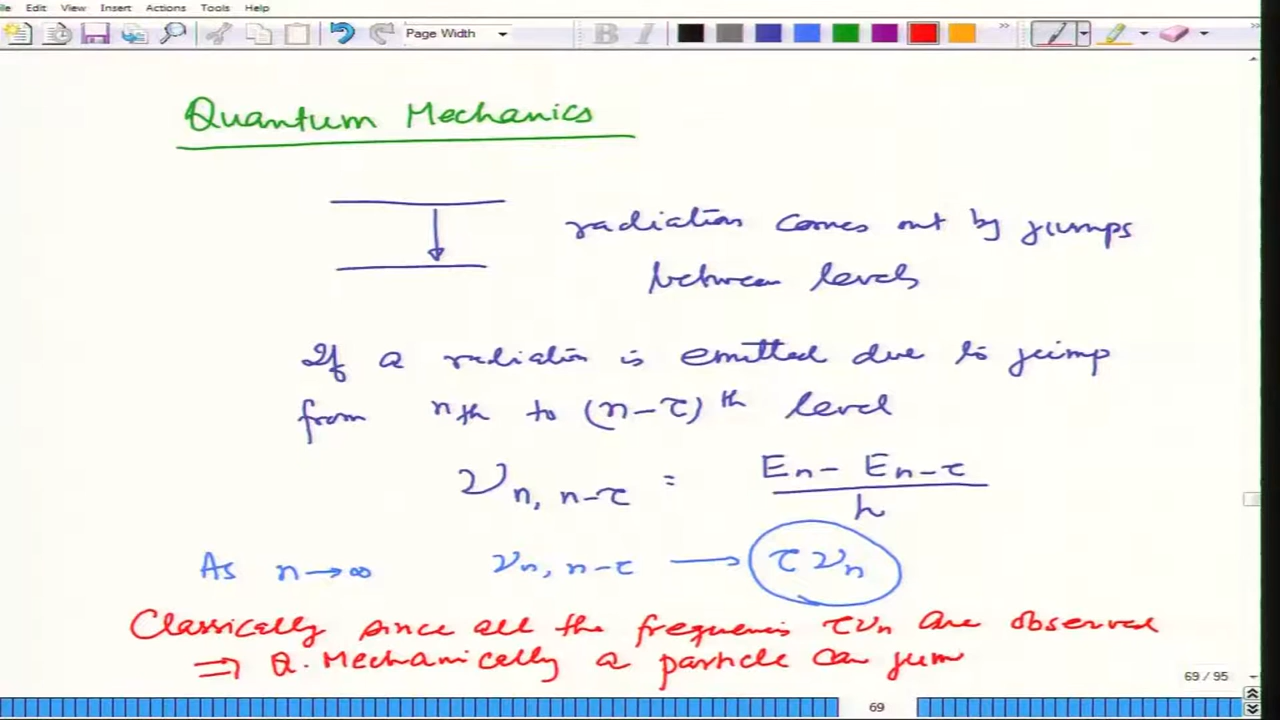 File Edit View Insert Actions Tools Help
Page Width B I
Quantum Mechanics
radiation comes out by jumps
between levels
If a radiation is emitted due to jump
from nth to (n-τ)th level
ν n, n-τ = En - En-τ / h
As n→∞ νn, n-τ → τνn
Classically since all the frequencies τνn are observed
⇒ Q. Mechanically a particle can jum
69 / 95
69